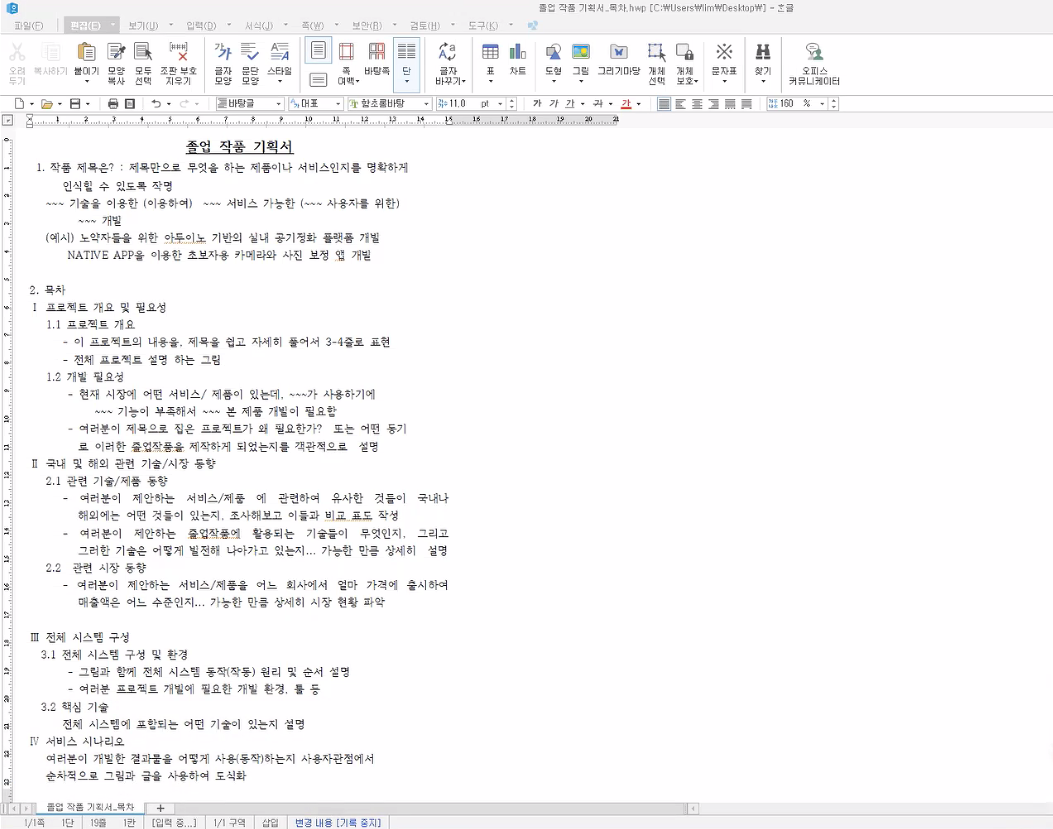 졸업 작품 기획서_목차.hwp [C:\Users\lim\Desktop\] - 한글
파일(F) 편집(E) 보기(U) 입력(D) 서식(J) 쪽(W) 보안(R) 검토(H) 도구(K)
오려 두기 복사하기 붙이기 모양 복사 모두 선택 조판 부호 지우기 글자 모양 문단 모양 스타일 쪽 여백 바탕쪽 단 글자 바꾸기 표 차트 도형 그림 그리기마당 개체 선택 개체 보호 문자표 찾기 오피스 커뮤니케이터
바탕글 대표 함초롬바탕 11.0 pt 가 가 가 가 가 160 %
1 2 3 4 5 6 7 8 9 10 11 12 13 14 15 16 17 18 19 20 21
졸업 작품 기획서
1. 작품 제목은? : 제목만으로 무엇을 하는 제품이나 서비스인지를 명확하게
인식할 수 있도록 작명
~~~ 기술을 이용한 (이용하여) ~~~ 서비스 가능한 (~~~ 사용자를 위한)
~~~ 개발
(예시) 노약자들을 위한 아두이노 기반의 실내 공기정화 플랫폼 개발
NATIVE APP을 이용한 초보자용 카메라와 사진 보정 앱 개발
2. 목차
Ⅰ 프로젝트 개요 및 필요성
1.1 프로젝트 개요
- 이 프로젝트의 내용을, 제목을 쉽고 자세히 풀어서 3-4줄로 표현
- 전체 프로젝트 설명 하는 그림
1.2 개발 필요성
- 현재 시장에 어떤 서비스/ 제품이 있는데, ~~~가 사용하기에
~~~ 기능이 부족해서 ~~~ 본 제품 개발이 필요함
- 여러분이 제목으로 집은 프로젝트가 왜 필요한가? 또는 어떤 동기
로 이러한 졸업작품을 제작하게 되었는지를 객관적으로 설명
Ⅱ 국내 및 해외 관련 기술/시장 동향
2.1 관련 기술/제품 동향
- 여러분이 제안하는 서비스/제품 에 관련하여 유사한 것들이 국내나
해외에는 어떤 것들이 있는지, 조사해보고 이들과 비교 표도 작성
- 여러분이 제안하는 졸업작품에 활용되는 기술들이 무엇인지, 그리고
그러한 기술은 어떻게 발전해 나아가고 있는지... 가능한 만큼 상세히 설명
2.2 관련 시장 동향
- 여러분이 제안하는 서비스/제품을 어느 회사에서 얼마 가격에 출시하여
매출액은 어느 수준인지... 가능한 만큼 상세히 시장 현황 파악
Ⅲ 전체 시스템 구성
3.1 전체 시스템 구성 및 환경
- 그림과 함께 전체 시스템 동작(작동) 원리 및 순서 설명
- 여러분 프로젝트 개발에 필요한 개발 환경, 툴 등
3.2 핵심 기술
전체 시스템에 포함되는 어떤 기술이 있는지 설명
Ⅳ 서비스 시나리오
여러분이 개발한 결과물을 어떻게 사용(동작)하는지 사용자관점에서
순차적으로 그림과 글을 사용하여 도식화
졸업 작품 기획서_목차
1/1쪽 1단 19줄 1칸 [입력 중...] 1/1 구역 삽입 변경 내용 [기록 중지]